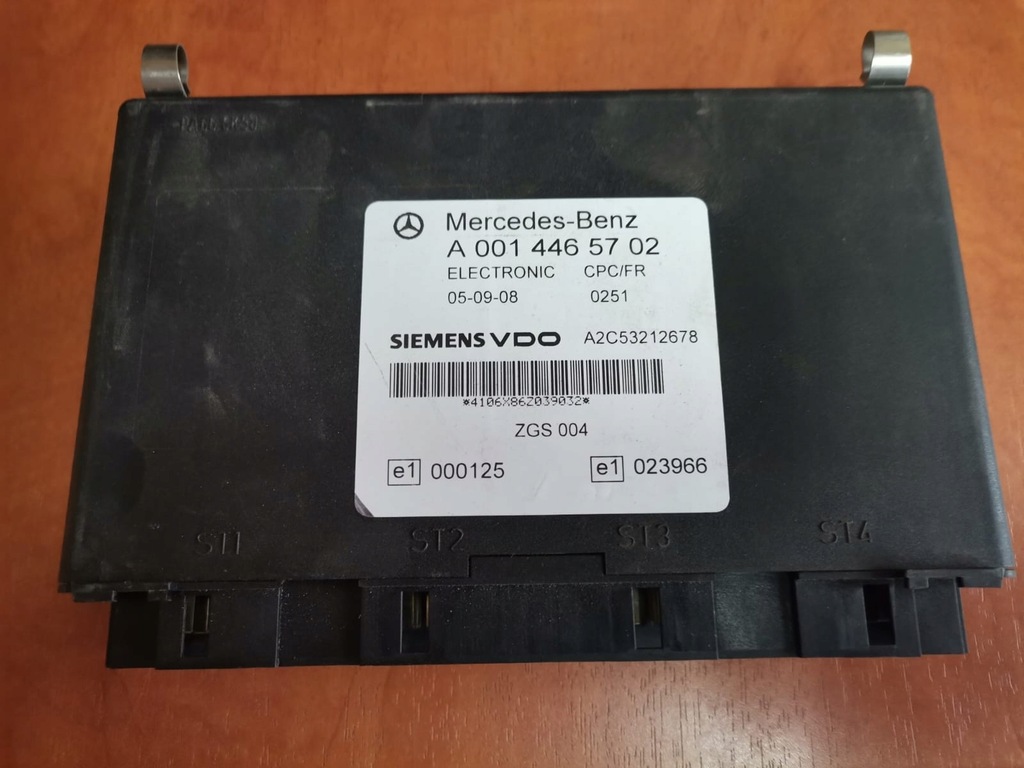 Mercedes-Benz
A 001 446 57 02
ELECTRONIC CPC/FR
05-09-08 0251
SIEMENS VDO A2C53212678
*4106X86Z039032*
ZGS 004
e1 000125 e1 023966
ST1 ST2 ST3 ST4